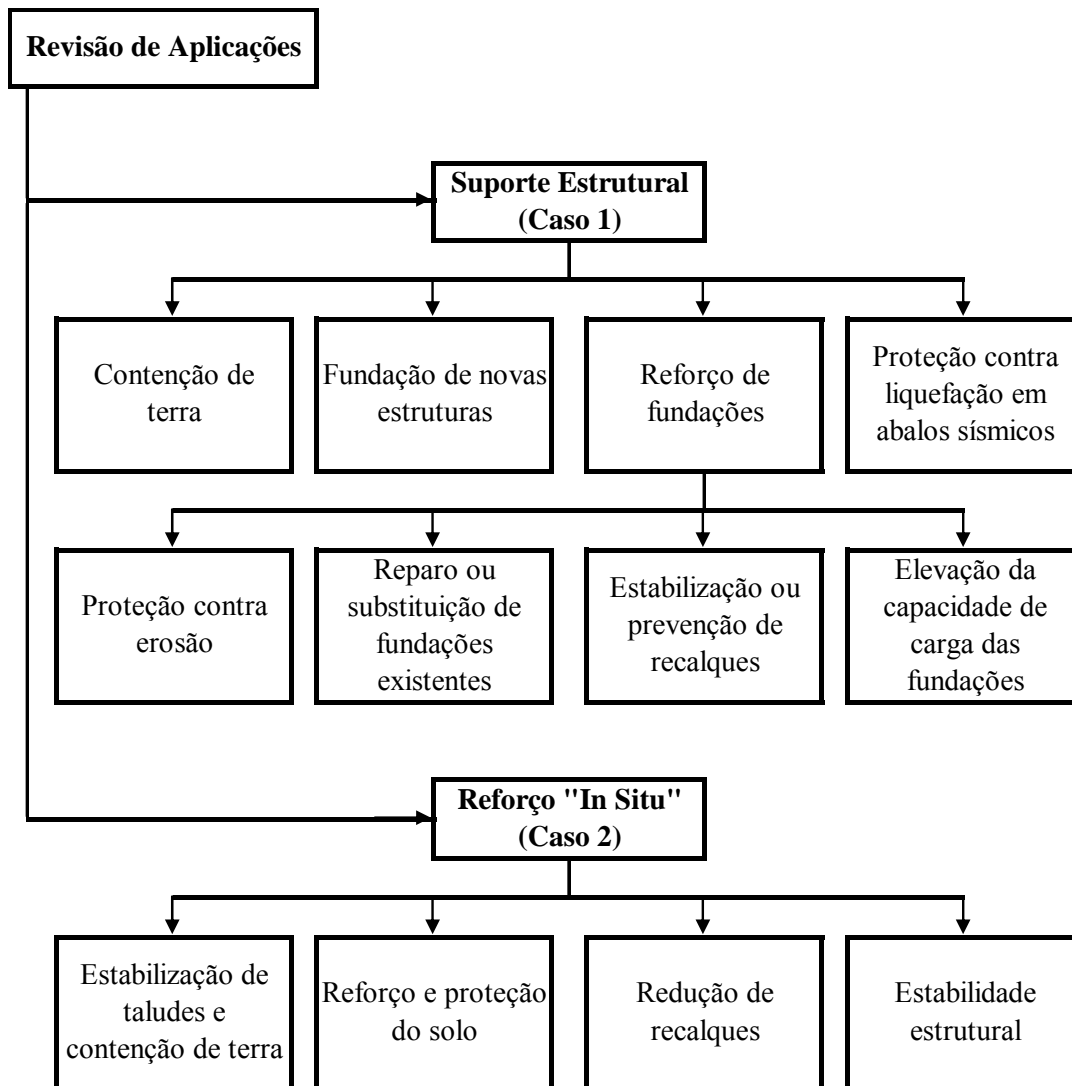 Revisão de Aplicações
Suporte Estrutural
(Caso 1)
Contenção de
terra
Fundação de novas
estruturas
Reforço de
fundações
Proteção contra
liquefação em
abalos sísmicos
Proteção contra
erosão
Reparo ou
substituição de
fundações
existentes
Estabilização ou
prevenção de
recalques
Elevação da
capacidade de
carga das
fundações
Reforço "In Situ"
(Caso 2)
Estabilização de
taludes e
contenção de terra
Reforço e proteção
do solo
Redução de
recalques
Estabilidade
estrutural